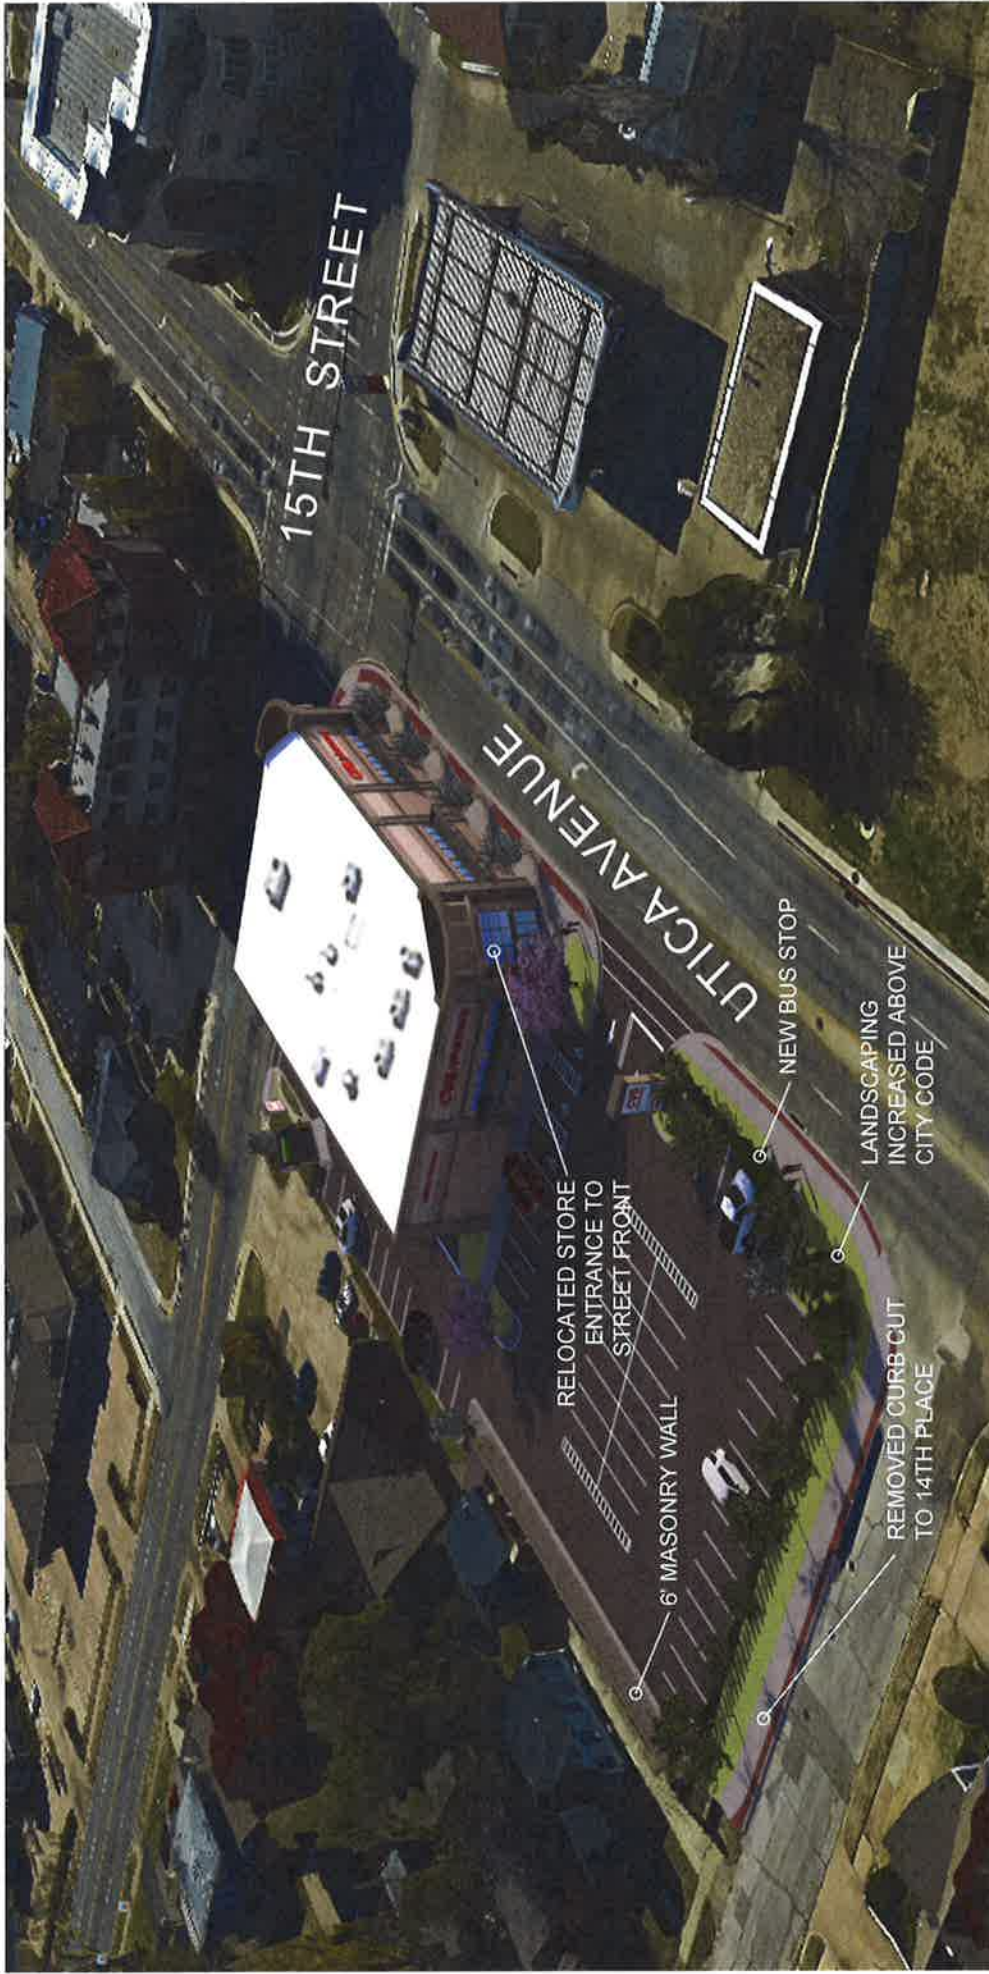 15TH STREET
UTICA AVENUE
RELOCATED STORE
ENTRANCE TO
STREET FRONT
6' MASONRY WALL
NEW BUS STOP
LANDSCAPING
INCREASED ABOVE
CITY CODE
REMOVED CURB CUT
TO 14TH PLACE